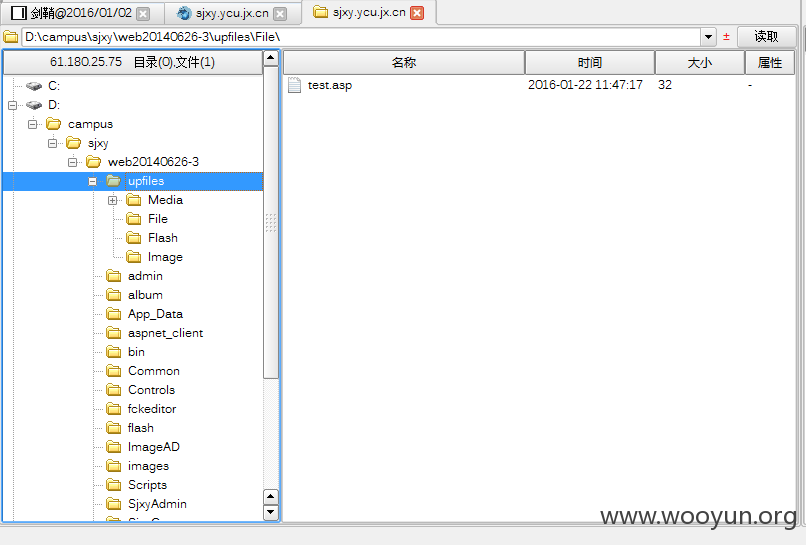 剑鞘@2016/01/02
sjxy.ycu.jx.cn
sjxy.ycu.jx.cn
D:\campus\sjxy\web20140626-3\upfiles\File\
读取
61.180.25.75 目录(0),文件(1)
名称 时间 大小 属性
test.asp 2016-01-22 11:47:17 32 -
C:
D:
campus
sjxy
web20140626-3
upfiles
Media
File
Flash
Image
admin
album
App_Data
aspnet_client
bin
Common
Controls
fckeditor
flash
ImageAD
images
Scripts
SjxyAdmin
www.wooyun.org